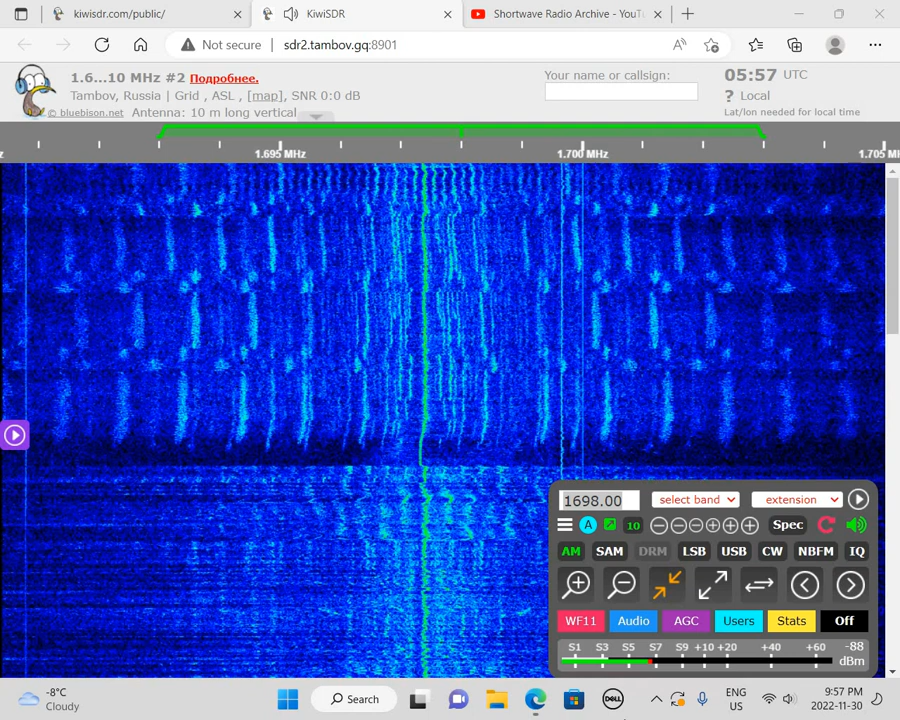 kiwisdr.com/public/
KiwiSDR
Shortwave Radio Archive - YouT
Not secure
sdr2.tambov.gq:8901
1.6...10 MHz #2 Подробнее.
Tambov, Russia | Grid , ASL , [map], SNR 0:0 dB
© bluebison.net Антенна: 10 m long vertical
Your name or callsign:
05:57 UTC
? Local
Lat/lon needed for local time
z 1.695 MHz 1.700 MHz 1.705 M
1698.00 select band extension
A 10 Spec
AM SAM DRM LSB USB CW NBFM IQ
WF11 Audio AGC Users Stats Off
S1 S3 S5 S7 S9 +10 +20 +40 +60 -88
dBm
-8°C
Cloudy
Search
DELL
ENG
US
9:57 PM
2022-11-30